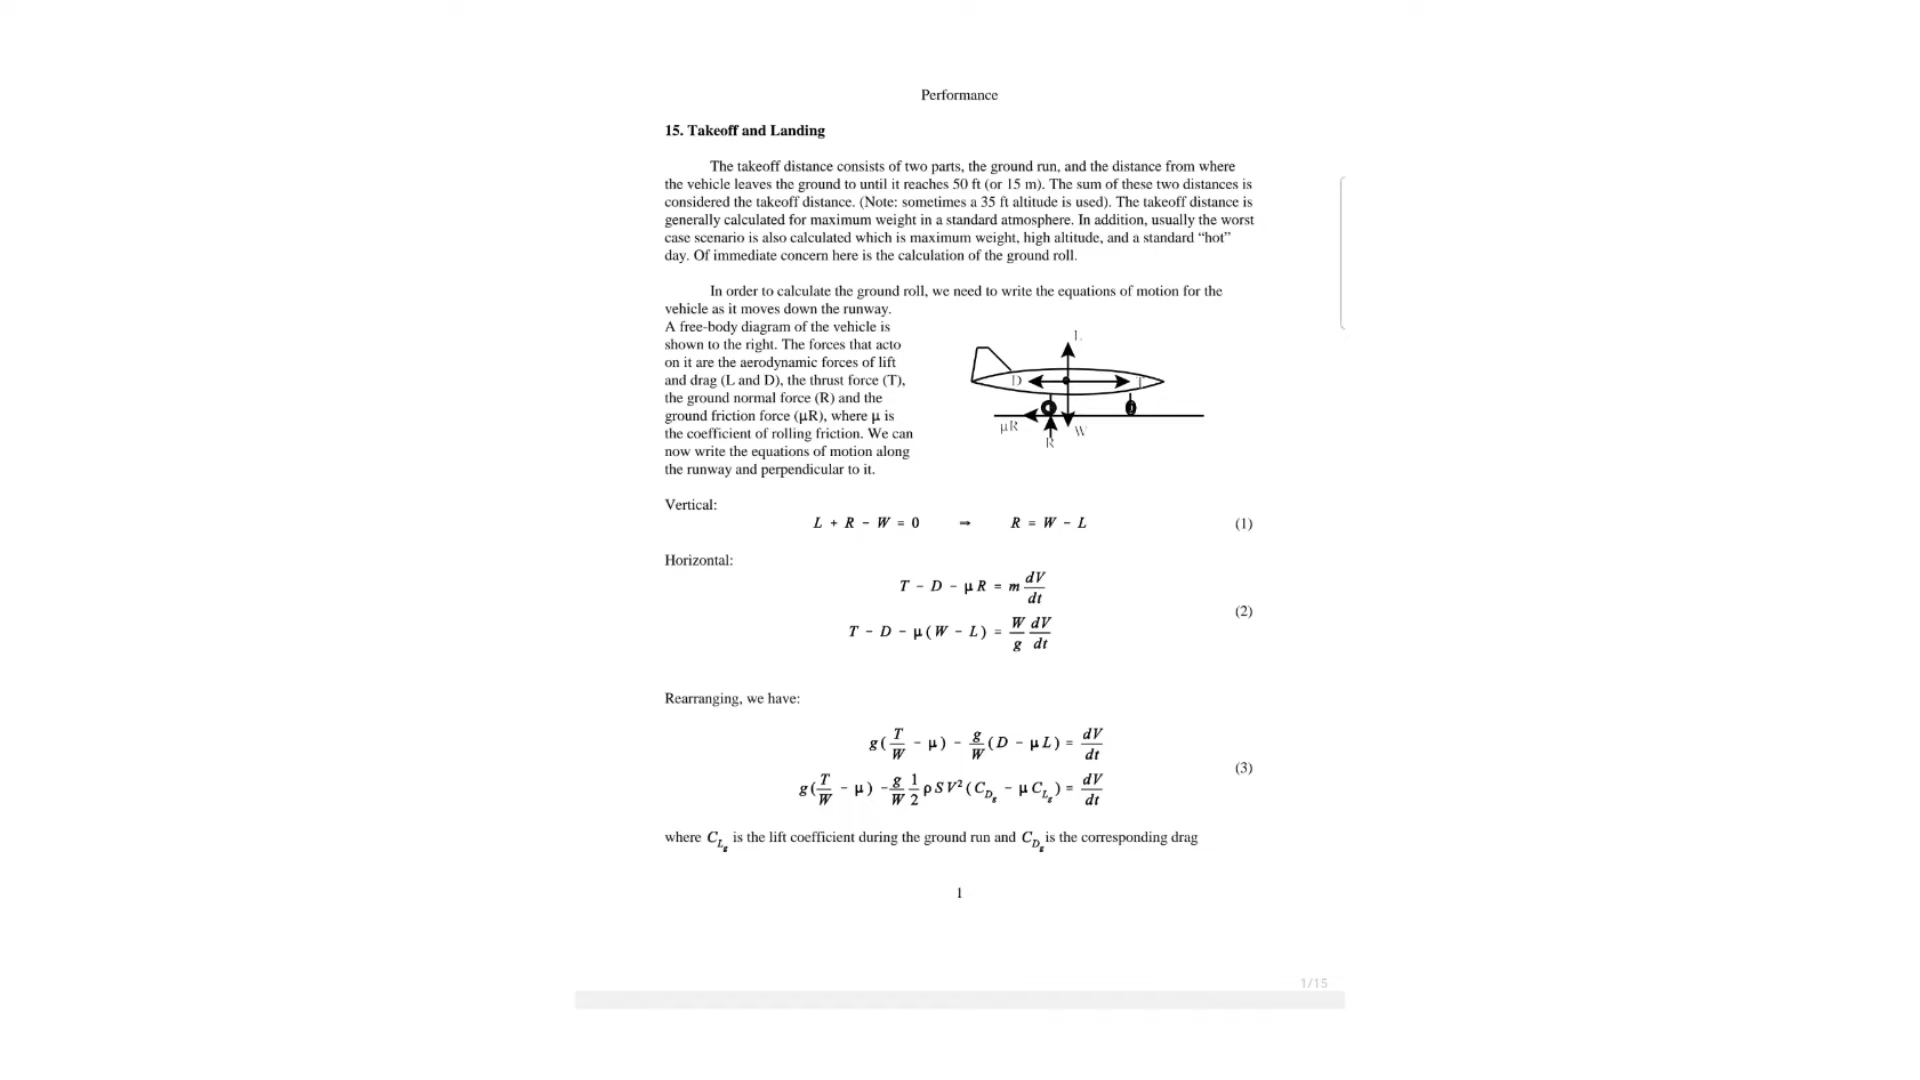 Performance
15. Takeoff and Landing
The takeoff distance consists of two parts, the ground run, and the distance from where
the vehicle leaves the ground to until it reaches 50 ft (or 15 m). The sum of these two distances is
considered the takeoff distance. (Note: sometimes a 35 ft altitude is used). The takeoff distance is
generally calculated for maximum weight in a standard atmosphere. In addition, usually the worst
case scenario is also calculated which is maximum weight, high altitude, and a standard “hot”
day. Of immediate concern here is the calculation of the ground roll.
In order to calculate the ground roll, we need to write the equations of motion for the
vehicle as it moves down the runway.
A free-body diagram of the vehicle is
shown to the right. The forces that acto
on it are the aerodynamic forces of lift
and drag (L and D), the thrust force (T),
the ground normal force (R) and the
ground friction force (μR), where μ is
the coefficient of rolling friction. We can
now write the equations of motion along
the runway and perpendicular to it.
L
D T
μR W
R
Vertical:
L + R − W = 0 ⇒ R = W − L (1)
Horizontal:
T − D − μ R = m dV/dt
(2)
T − D − μ ( W − L ) = W/g dV/dt
Rearranging, we have:
g( T/W − μ ) − g/W ( D − μ L ) = dV/dt
(3)
g( T/W − μ ) − g/W 1/2 ρ S V² ( C_D_g − μ C_L_g ) = dV/dt
where C_L_g is the lift coefficient during the ground run and C_D_g is the corresponding drag
1
1/15